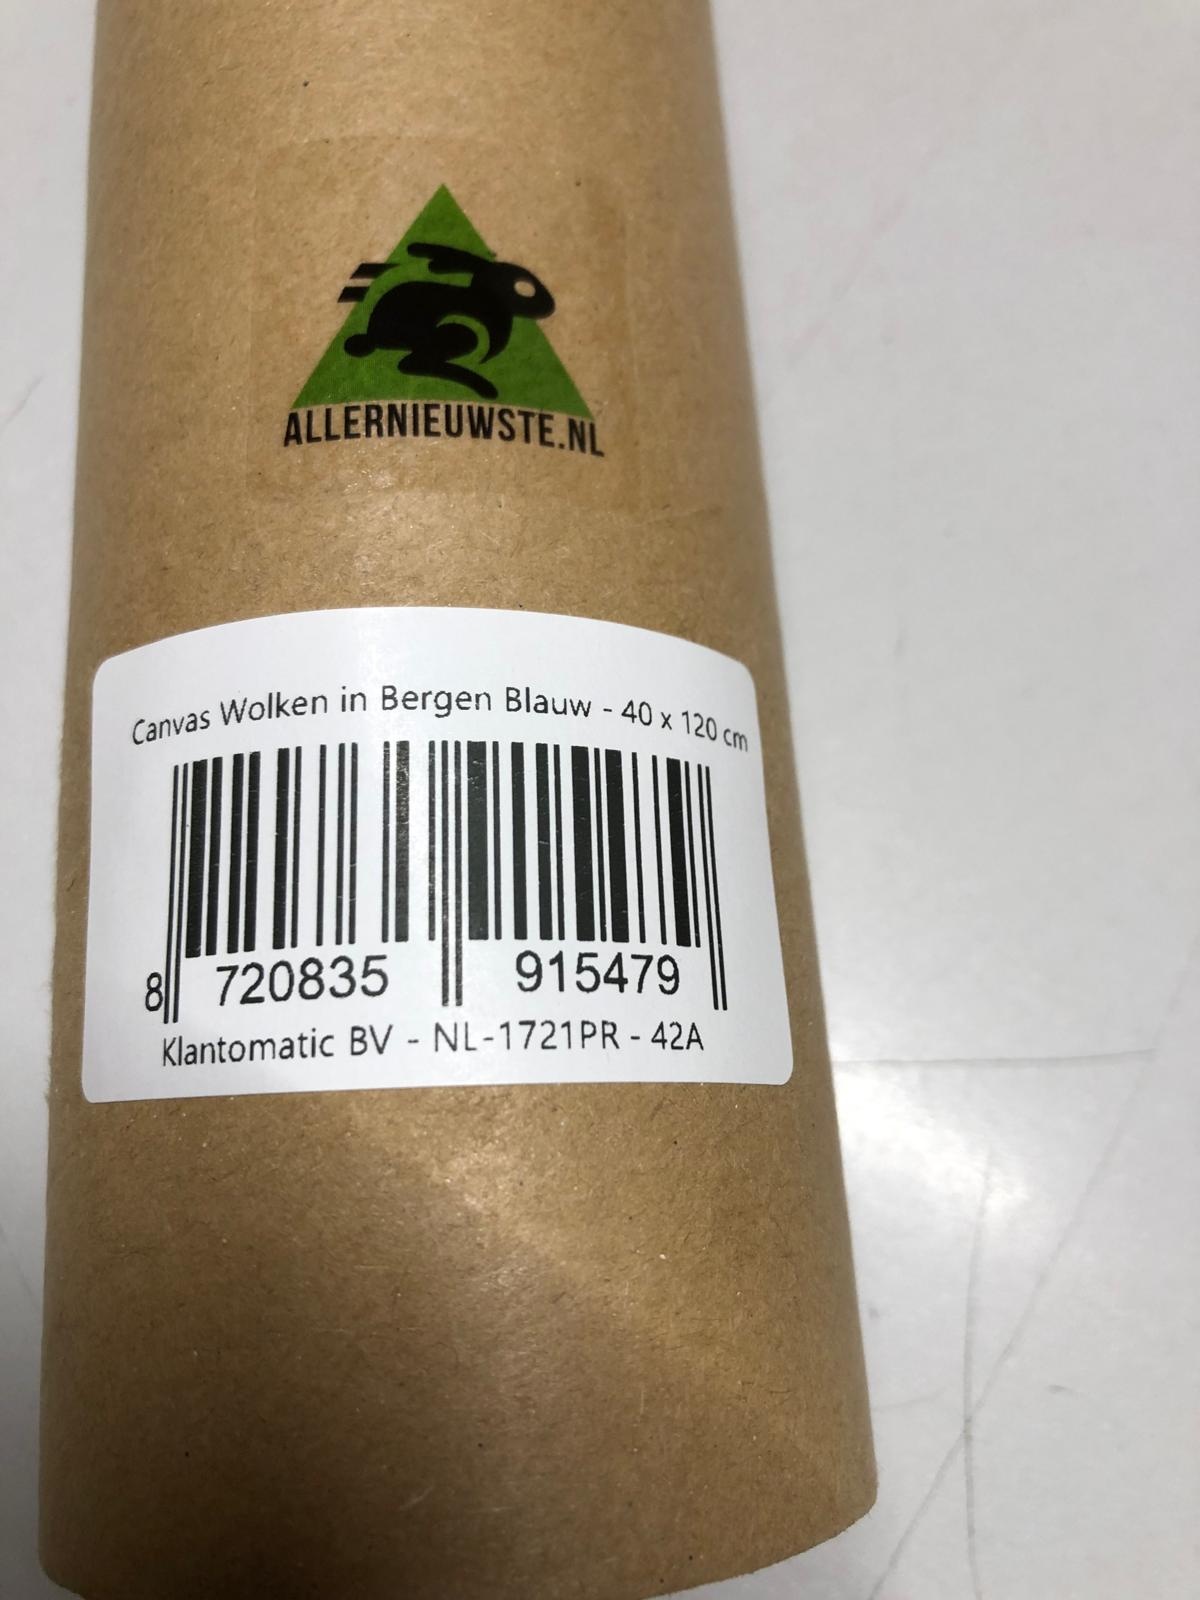 ALLERNIEUWSTE.NL
Canvas Wolken in Bergen Blauw - 40 x 120 cm
8 720835 915479
Klantomatic BV - NL-1721PR - 42A